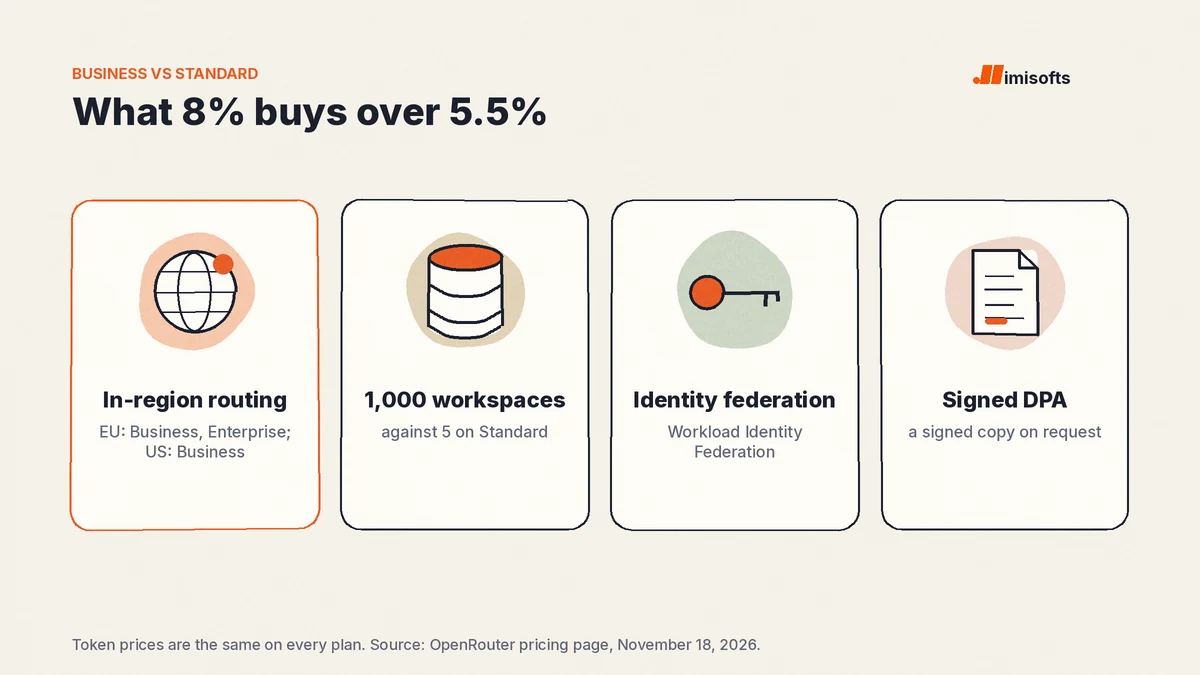 BUSINESS VS STANDARD
What 8% buys over 5.5%
imisofts
In-region routing
EU: Business, Enterprise;
US: Business
1,000 workspaces
against 5 on Standard
Identity federation
Workload Identity
Federation
Signed DPA
a signed copy on request
Token prices are the same on every plan. Source: OpenRouter pricing page, November 18, 2026.